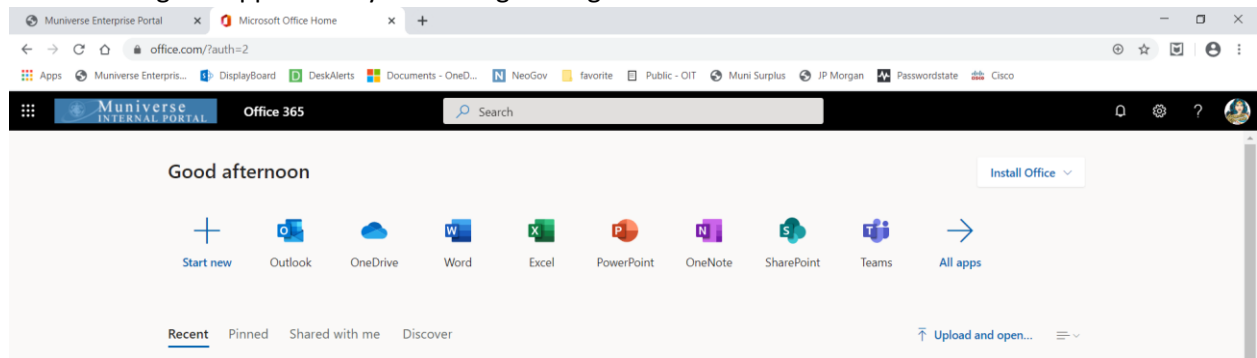 Muniverse Enterprise Portal Microsoft Office Home
office.com/?auth=2
Apps Muniverse Enterpris... DisplayBoard DeskAlerts Documents - OneD... NeoGov favorite Public - OIT Muni Surplus JP Morgan Passwordstate Cisco
Muniverse
INTERNAL PORTAL
Office 365 Search ?
Good afternoon Install Office
Start new Outlook OneDrive Word Excel PowerPoint OneNote SharePoint Teams All apps
Recent Pinned Shared with me Discover Upload and open...